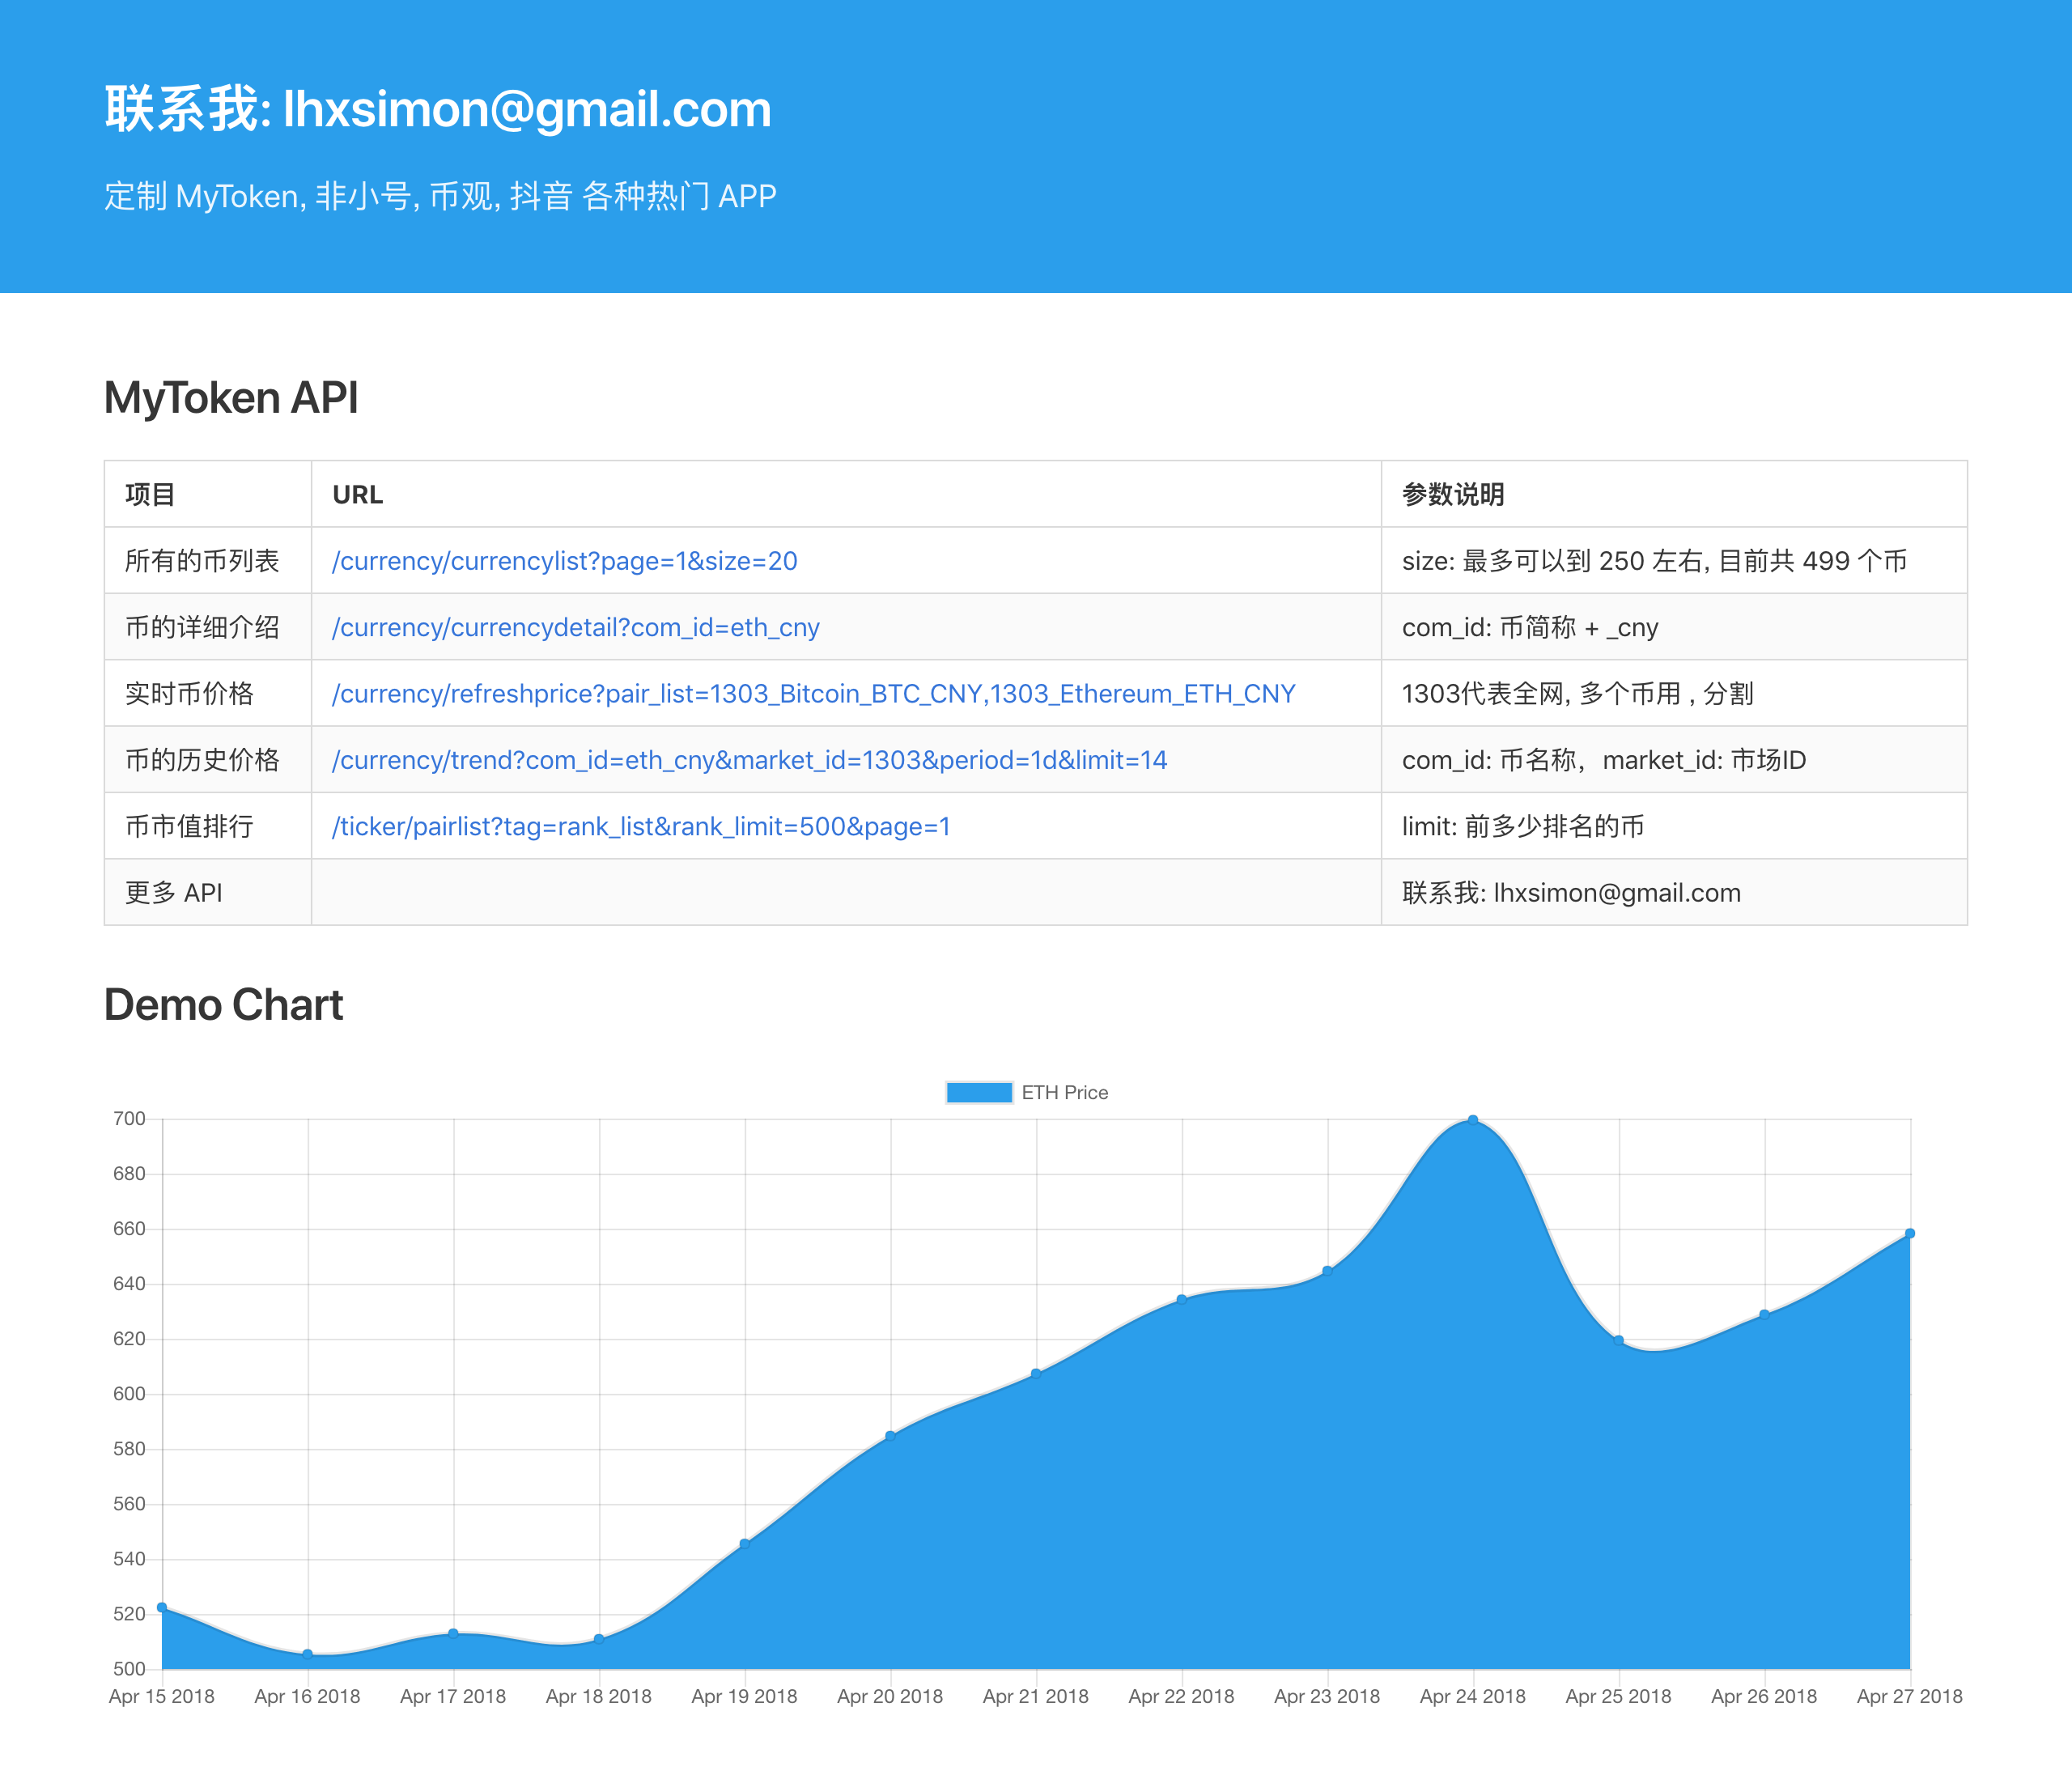 联系我: lhxsimon@gmail.com
定制 MyToken, 非小号, 币观, 抖音 各种热门 APP
MyToken API
项目 URL 参数说明
所有的币列表 /currency/currencylist?page=1&size=20 size: 最多可以到 250 左右, 目前共 499 个币
币的详细介绍 /currency/currencydetail?com_id=eth_cny com_id: 币简称 + _cny
实时币价格 /currency/refreshprice?pair_list=1303_Bitcoin_BTC_CNY,1303_Ethereum_ETH_CNY 1303代表全网, 多个币用 , 分割
币的历史价格 /currency/trend?com_id=eth_cny&market_id=1303&period=1d&limit=14 com_id: 币名称，market_id: 市场ID
币市值排行 /ticker/pairlist?tag=rank_list&rank_limit=500&page=1 limit: 前多少排名的币
更多 API 联系我: lhxsimon@gmail.com
Demo Chart
ETH Price
700
680
660
640
620
600
580
560
540
520
500
Apr 15 2018 Apr 16 2018 Apr 17 2018 Apr 18 2018 Apr 19 2018 Apr 20 2018 Apr 21 2018 Apr 22 2018 Apr 23 2018 Apr 24 2018 Apr 25 2018 Apr 26 2018 Apr 27 2018